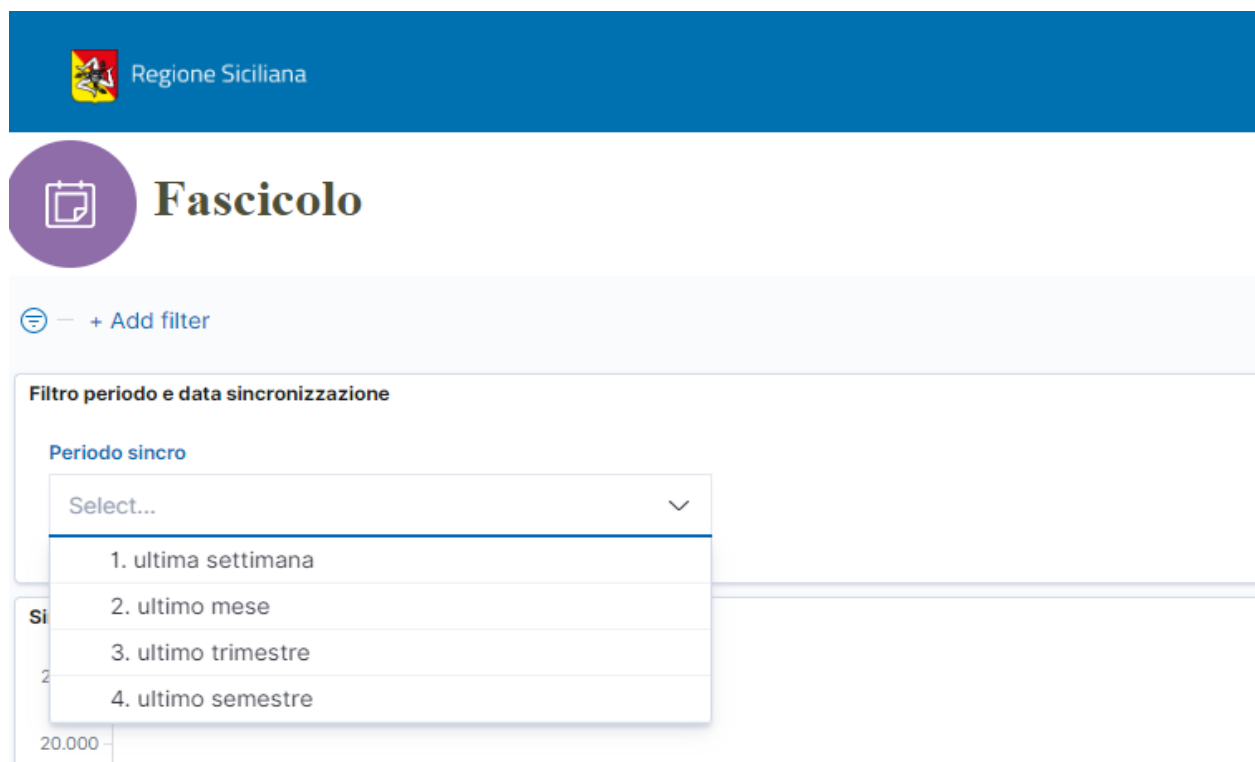 Regione Siciliana
Fascicolo
+ Add filter
Filtro periodo e data sincronizzazione
Periodo sincro
Select...
1. ultima settimana
2. ultimo mese
3. ultimo trimestre
4. ultimo semestre
20.000